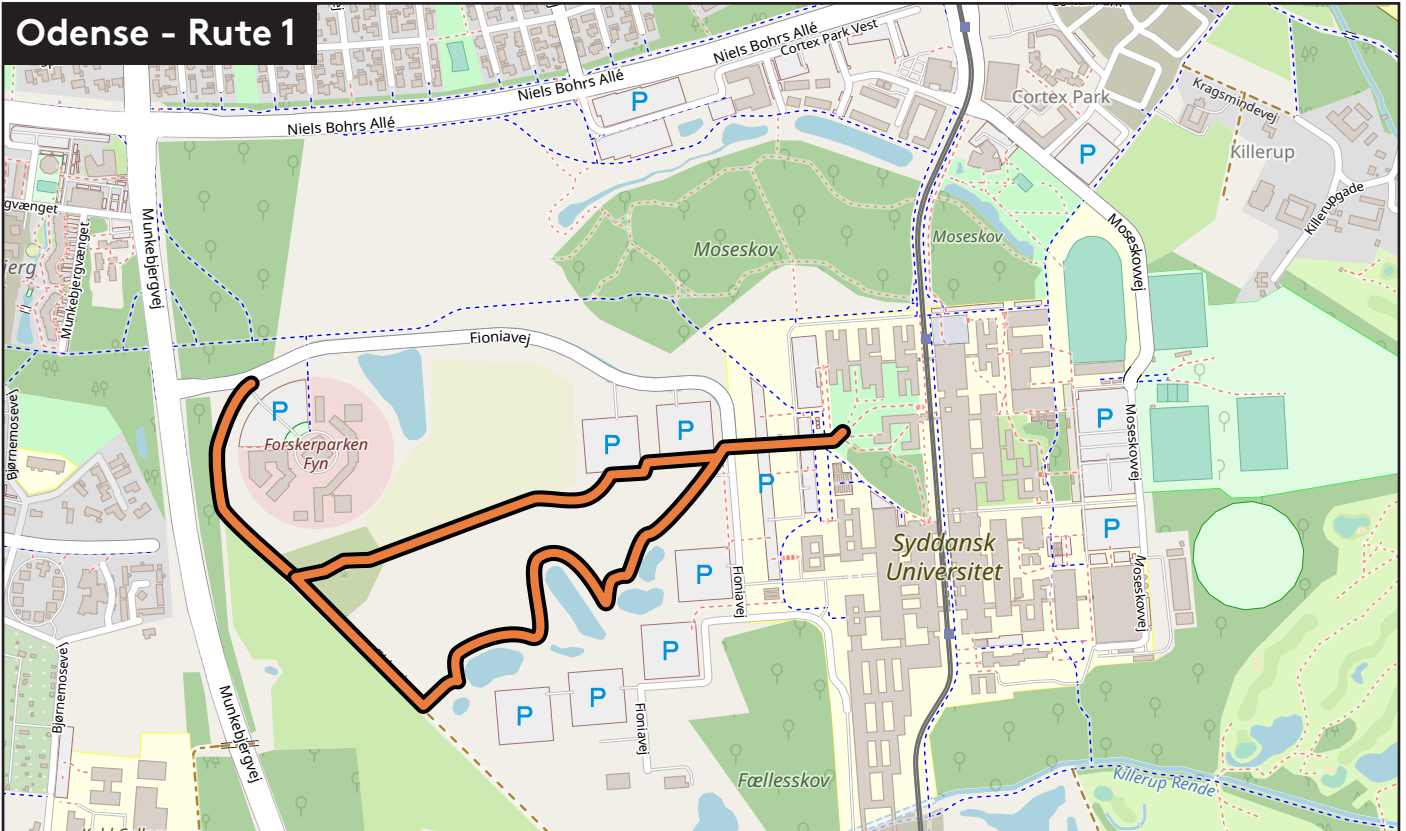 Odense - Rute 1
Niels Bohrs Allé
Cortex Park Vest
Niels Bohrs Allé
P
Niels Bohrs Allé
Cortex Park
Kragsmindevej
Killerup
P
gvænget
Munkebjergvej
Munkebjergvænget
jerg
Killerupgade
Moseskovvej
Moseskov
Moseskov
Fioniavej
P
Forskerparken
Fyn
P
P
P
P
Bjørnemosevej
Moseskovvej
P
P
Syddansk
Universitet
Fioniavej
Moseskovvej
P
P
P
Bjørnemosevej
Munkebjergvej
Fioniavej
Fællesskov
Killerup Rende